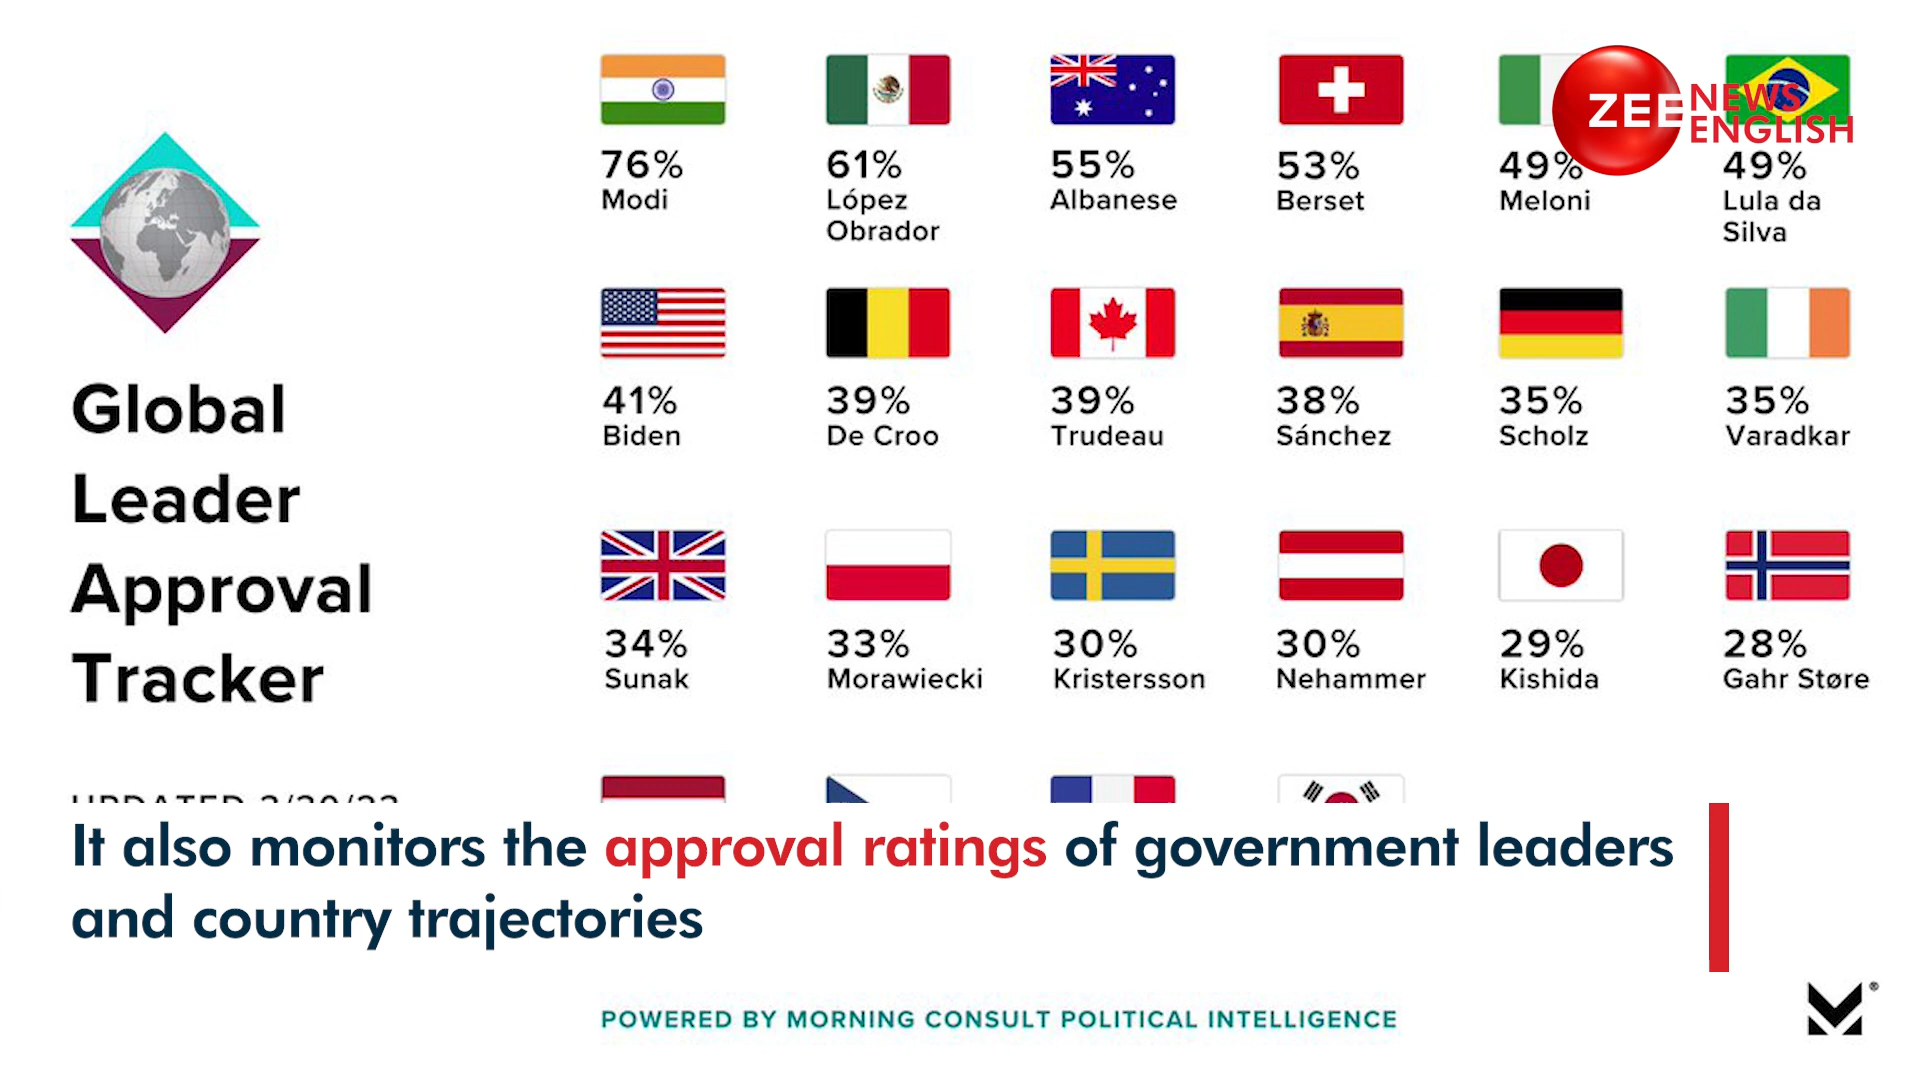 ZEE NEWS
ENGLISH
76% 61% 55% 53% 49% 49%
Modi López Albanese Berset Meloni Lula da
Obrador Silva
41% 39% 39% 38% 35% 35%
Biden De Croo Trudeau Sánchez Scholz Varadkar
34% 33% 30% 30% 29% 28%
Sunak Morawiecki Kristersson Nehammer Kishida Gahr Støre
Global
Leader
Approval
Tracker
UPDATED
It also monitors the approval ratings of government leaders
and country trajectories
POWERED BY MORNING CONSULT POLITICAL INTELLIGENCE
®